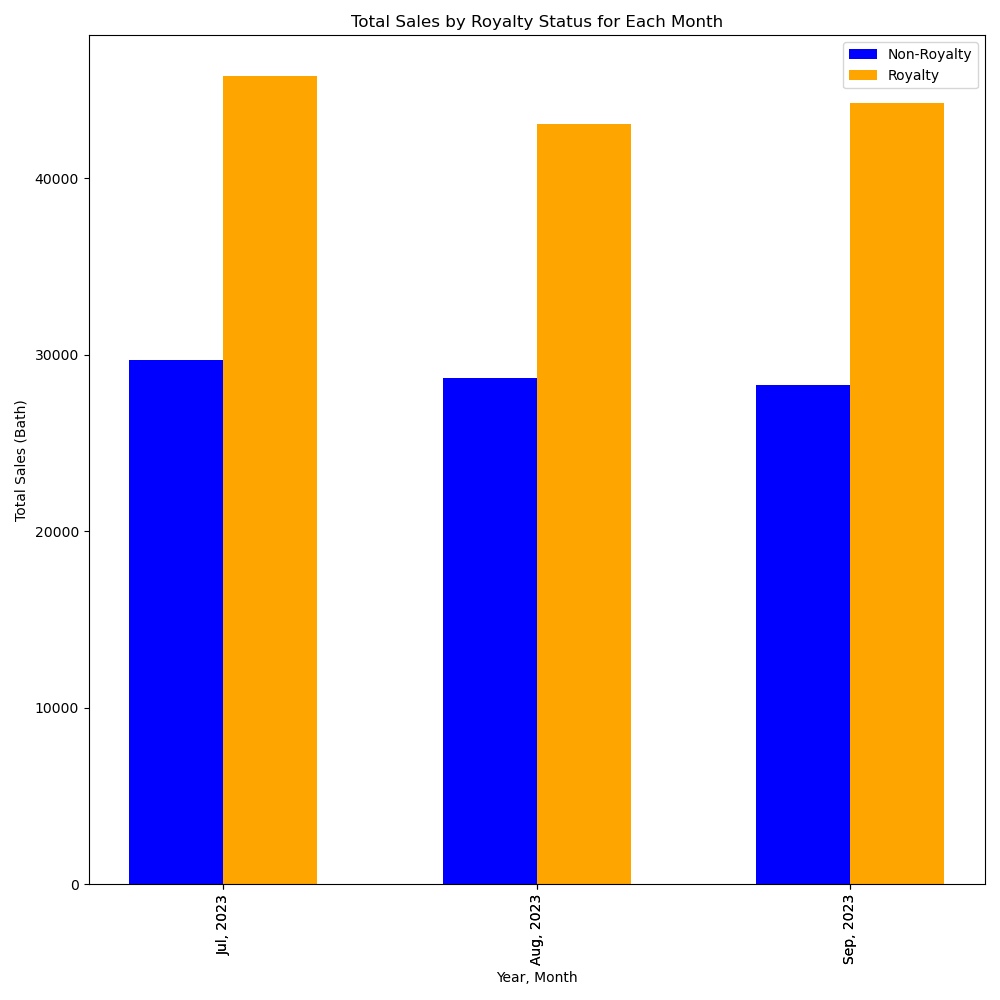 Total Sales by Royalty Status for Each Month
Non-Royalty
Royalty
Total Sales (Bath)
40000
30000
20000
10000
0
Jul, 2023
Aug, 2023
Sep, 2023
Year, Month